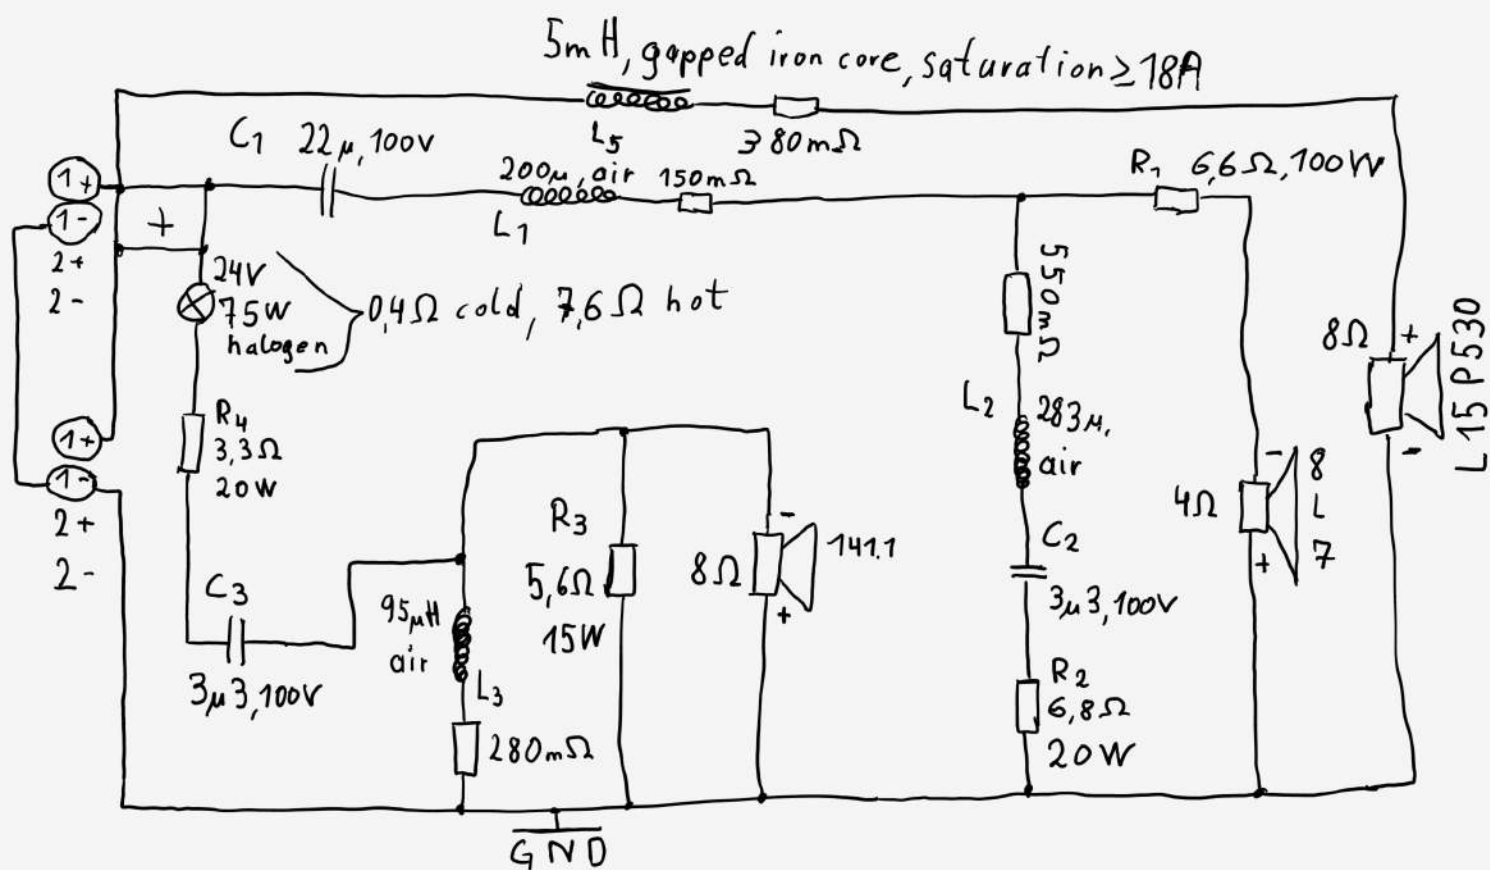 5mH, gapped iron core, saturation ≥ 18A
L5
380mΩ
C1 22µ, 100V
200µ, air 150mΩ
L1
R1 6,6Ω, 100W
1+
1-
2+
2-
+
24V
75W
halogen
0,4Ω cold, 7,6Ω hot
550mΩ
L2 283µ,
air
8Ω
+
-
L15P530
R4
3,3Ω
20W
1+
1-
2+
2-
C3
3µ3, 100V
95µH
air
L3
280mΩ
R3
5,6Ω
15W
8Ω
-
+
141.1
C2
3µ3, 100V
R2
6,8Ω
20W
4Ω
-
+
8
L
7
GND